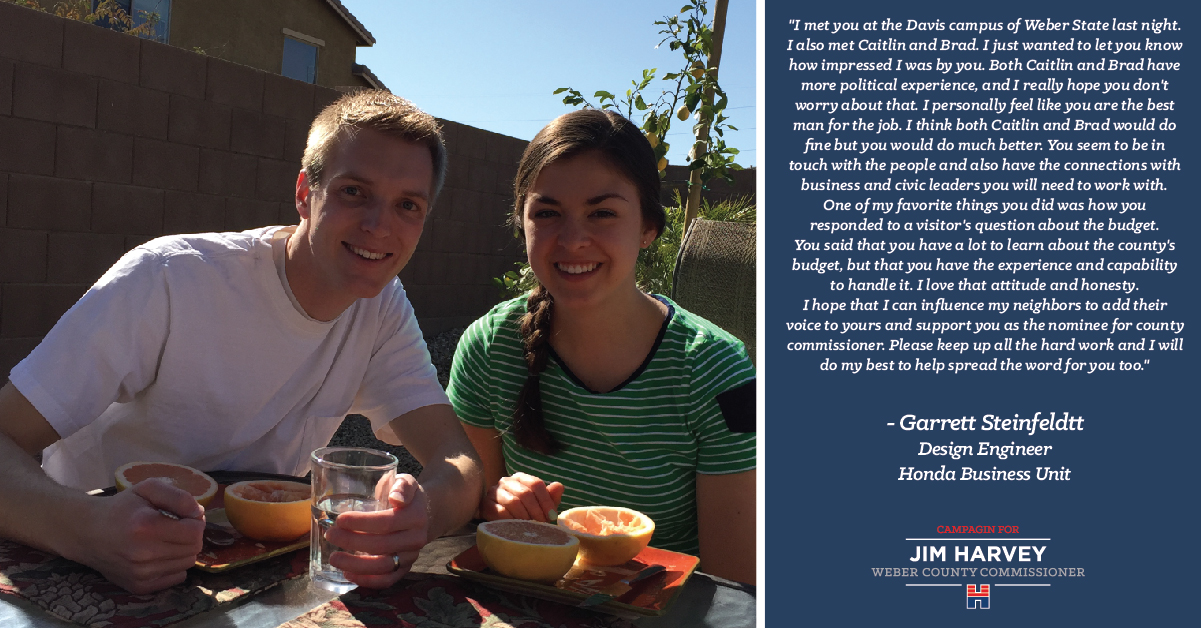 "I met you at the Davis campus of Weber State last night.
I also met Caitlin and Brad. I just wanted to let you know
how impressed I was by you. Both Caitlin and Brad have
more political experience, and I really hope you don't
worry about that. I personally feel like you are the best
man for the job. I think both Caitlin and Brad would do
fine but you would do much better. You seem to be in
touch with the people and also have the connections with
business and civic leaders you will need to work with.
One of my favorite things you did was how you
responded to a visitor's question about the budget.
You said that you have a lot to learn about the county's
budget, but that you have the experience and capability
to handle it. I love that attitude and honesty.
I hope that I can influence my neighbors to add their
voice to yours and support you as the nominee for county
commissioner. Please keep up all the hard work and I will
do my best to help spread the word for you too."
- Garrett Steinfeldtt
Design Engineer
Honda Business Unit
CAMPAGIN FOR
JIM HARVEY
WEBER COUNTY COMMISSIONER
H